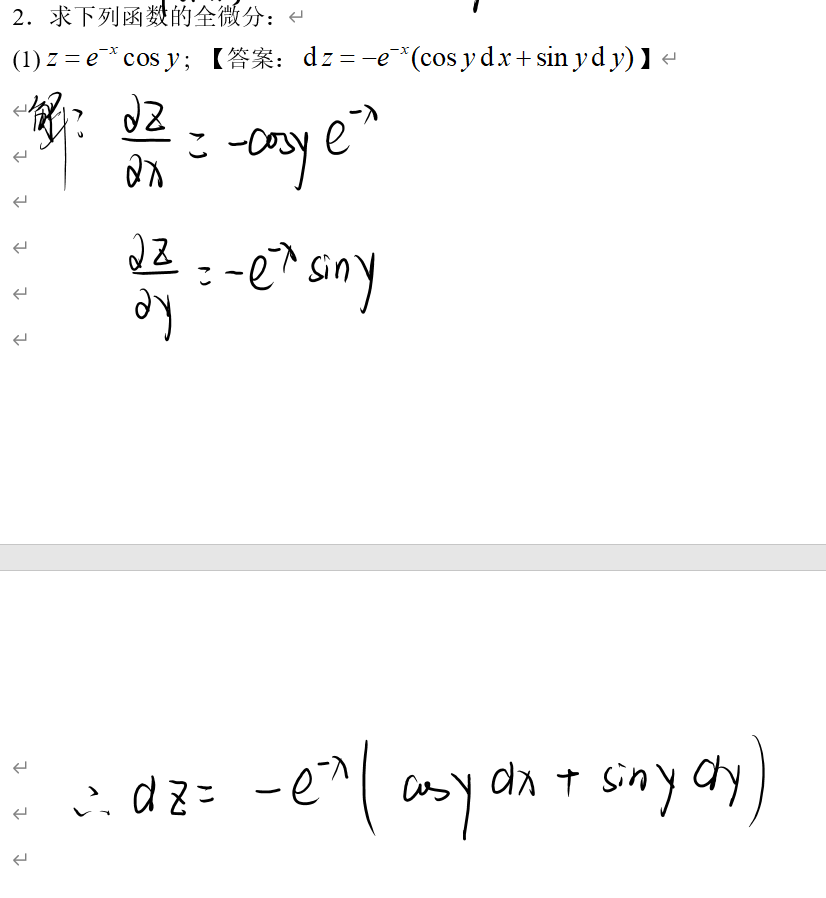 2．求下列函数的全微分：
(1) z = e^{-x} cos y；【答案： dz = -e^{-x}(cos y dx + sin y dy)】
解：∂z/∂x = -cosy e^{-x}
∂z/∂y = -e^{-x} siny
∴ dz = -e^{-x}( cosy dx + siny dy)